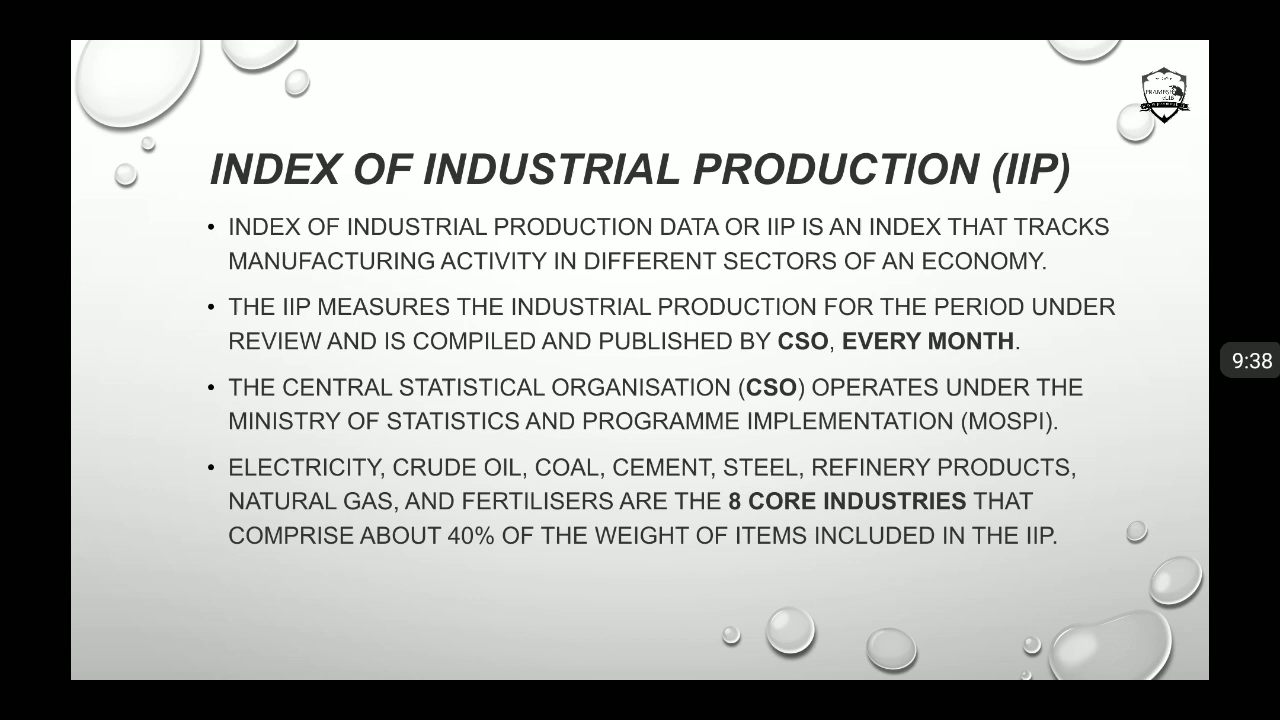 INDEX OF INDUSTRIAL PRODUCTION (IIP)
• INDEX OF INDUSTRIAL PRODUCTION DATA OR IIP IS AN INDEX THAT TRACKS
MANUFACTURING ACTIVITY IN DIFFERENT SECTORS OF AN ECONOMY.
• THE IIP MEASURES THE INDUSTRIAL PRODUCTION FOR THE PERIOD UNDER
REVIEW AND IS COMPILED AND PUBLISHED BY CSO, EVERY MONTH.
• THE CENTRAL STATISTICAL ORGANISATION (CSO) OPERATES UNDER THE
MINISTRY OF STATISTICS AND PROGRAMME IMPLEMENTATION (MOSPI).
• ELECTRICITY, CRUDE OIL, COAL, CEMENT, STEEL, REFINERY PRODUCTS,
NATURAL GAS, AND FERTILISERS ARE THE 8 CORE INDUSTRIES THAT
COMPRISE ABOUT 40% OF THE WEIGHT OF ITEMS INCLUDED IN THE IIP.
9:38